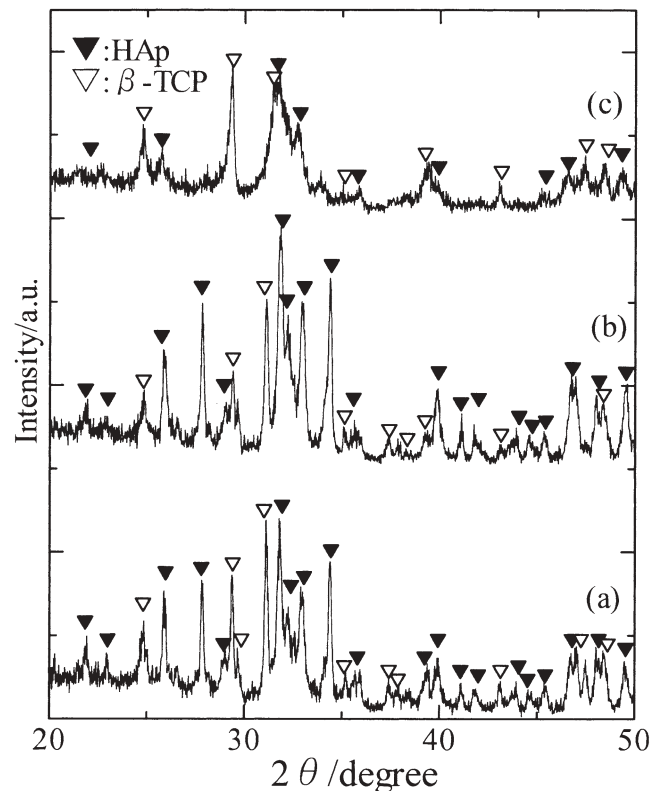 ▼:HAp
▽:β-TCP
(c)
(b)
(a)
Intensity/a.u.
20 30 40 50
2 θ /degree